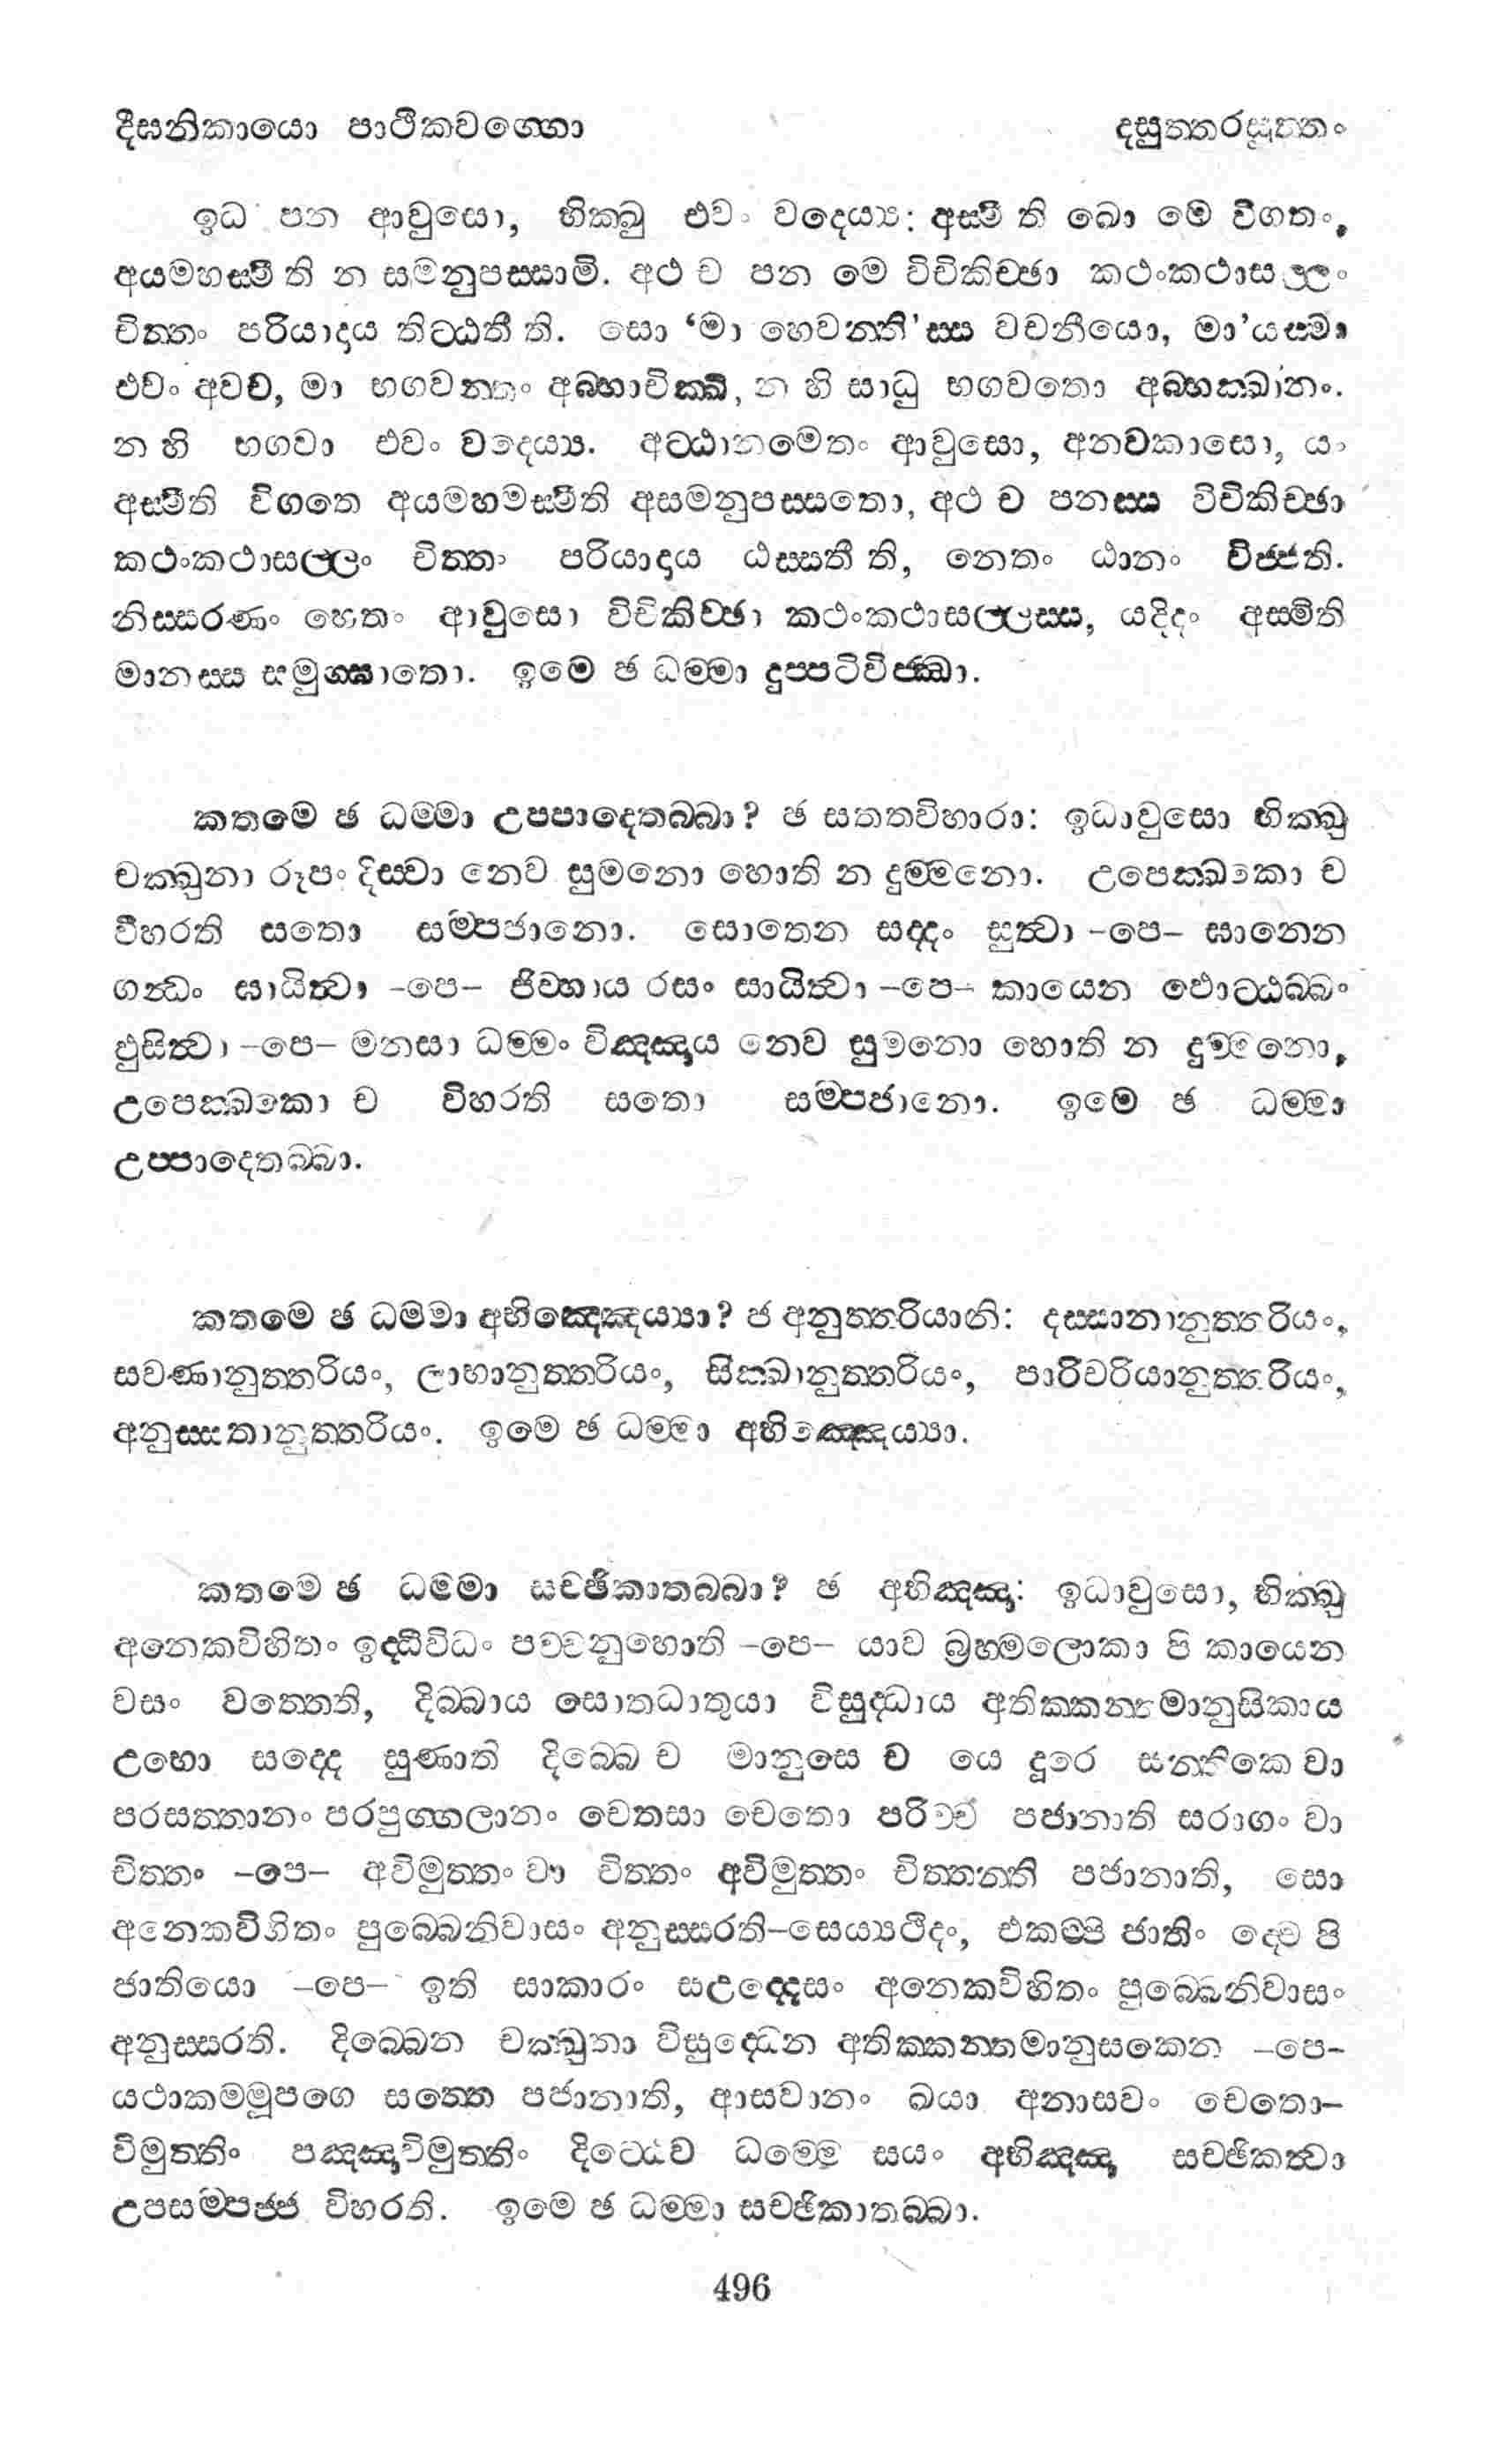 දීඝනිකායො පාථිකවග්ගො දසුත්තරසුත්තං
ඉධ පන ආවුසො, භික්ඛු එවං වදෙය්‍ය: අස්මී ති ඛො මෙ විගතං,
අයමහස්මී ති න සමනුපස්සාමි. අථ ච පන මෙ විචිකිච්ඡා කථංකථාසල්ලං
චිත්තං පරියාදාය තිට්ඨතී ති. සො ‘මා හෙවන්ති’ස්ස වචනීයො, මා’යස්මා
එවං අවච, මා භගවන්තං අබ්භාචික්ඛි, න හි සාධු භගවතො අබ්භක්ඛානං.
න හි භගවා එවං වදෙය්‍ය. අට්ඨානමෙතං ආවුසො, අනවකාසො, යං
අස්මීති විගතෙ අයමහමස්මීති අසමනුපස්සතො, අථ ච පනස්ස විචිකිච්ඡා
කථංකථාසල්ලං චිත්තං පරියාදාය ඨස්සතී ති, නෙතං ඨානං විජ්ජති.
නිස්සරණං හෙතං ආවුසො විචිකිච්ඡා කථංකථාසල්ලස්ස, යදිදං අස්මිති
මානස්ස සමුග්ඝාතො. ඉමෙ ඡ ධම්මා දුප්පටිවිජ්ඣා.
කතමෙ ඡ ධම්මා උප්පාදෙතබ්බා? ඡ සතතවිහාරා: ඉධාවුසො භික්ඛු
චක්ඛුනා රූපං දිස්වා නෙව සුමනො හොති න දුම්මනො. උපෙක්ඛකො ච
විහරති සතො සම්පජානො. සොතෙන සද්දං සුත්වා -පෙ- ඝානෙන
ගන්ධං ඝායිත්වා -පෙ- ජිව්හාය රසං සායිත්වා -පෙ- කායෙන ඵොට්ඨබ්බං
ඵුසිත්වා -පෙ- මනසා ධම්මං විඤ්ඤාය නෙව සුමනො හොති න දුම්මනො,
උපෙක්ඛකො ච විහරති සතො සම්පජානො. ඉමෙ ඡ ධම්මා
උප්පාදෙතබ්බා.
කතමෙ ඡ ධම්මා අභිඤ්ඤෙය්‍යා? ඡ අනුත්තරියානි: දස්සානානුත්තරියං,
සවණානුත්තරියං, ලාභානුත්තරියං, සික්ඛානුත්තරියං, පාරිචරියානුත්තරියං,
අනුස්සතානුත්තරියං. ඉමෙ ඡ ධම්මා අභිඤ්ඤෙය්‍යා.
කතමෙ ඡ ධම්මා සච්ඡිකාතබ්බා? ඡ අභිඤ්ඤා: ඉධාවුසො, භික්ඛු
අනෙකවිහිතං ඉද්ධිවිධං පච්චනුහොති -පෙ- යාව බ්‍රහ්මලොකා පි කායෙන
වසං වත්තෙති, දිබ්බාය සොතධාතුයා විසුද්ධාය අතික්කන්තමානුසිකාය
උභො සද්දෙ සුණාති දිබ්බෙ ච මානුසෙ ච යෙ දූරෙ සන්තිකෙ වා
පරසත්තානං පරපුග්ගලානං චෙතසා චෙතො පරිච්ච පජානාති සරාගං වා
චිත්තං -පෙ- අවිමුත්තං වා චිත්තං අවිමුත්තං චිත්තන්ති පජානාති, සො
අනෙකවිහිතං පුබ්බෙනිවාසං අනුස්සරති-සෙය්‍යථිදං, එකම්පි ජාතිං ද්වෙ පි
ජාතියො -පෙ- ඉති සාකාරං සඋද්දෙසං අනෙකවිහිතං පුබ්බෙනිවාසං
අනුස්සරති. දිබ්බෙන චක්ඛුනා විසුද්ධෙන අතික්කන්තමානුසකෙන -පෙ-
යථාකම්මූපගෙ සත්තෙ පජානාති, ආසවානං ඛයා අනාසවං චෙතො-
විමුත්තිං පඤ්ඤාවිමුත්තිං දිට්ඨෙව ධම්මෙ සයං අභිඤ්ඤා සච්ඡිකත්වා
උපසම්පජ්ජ විහරති. ඉමෙ ඡ ධම්මා සච්ඡිකාතබ්බා.
496